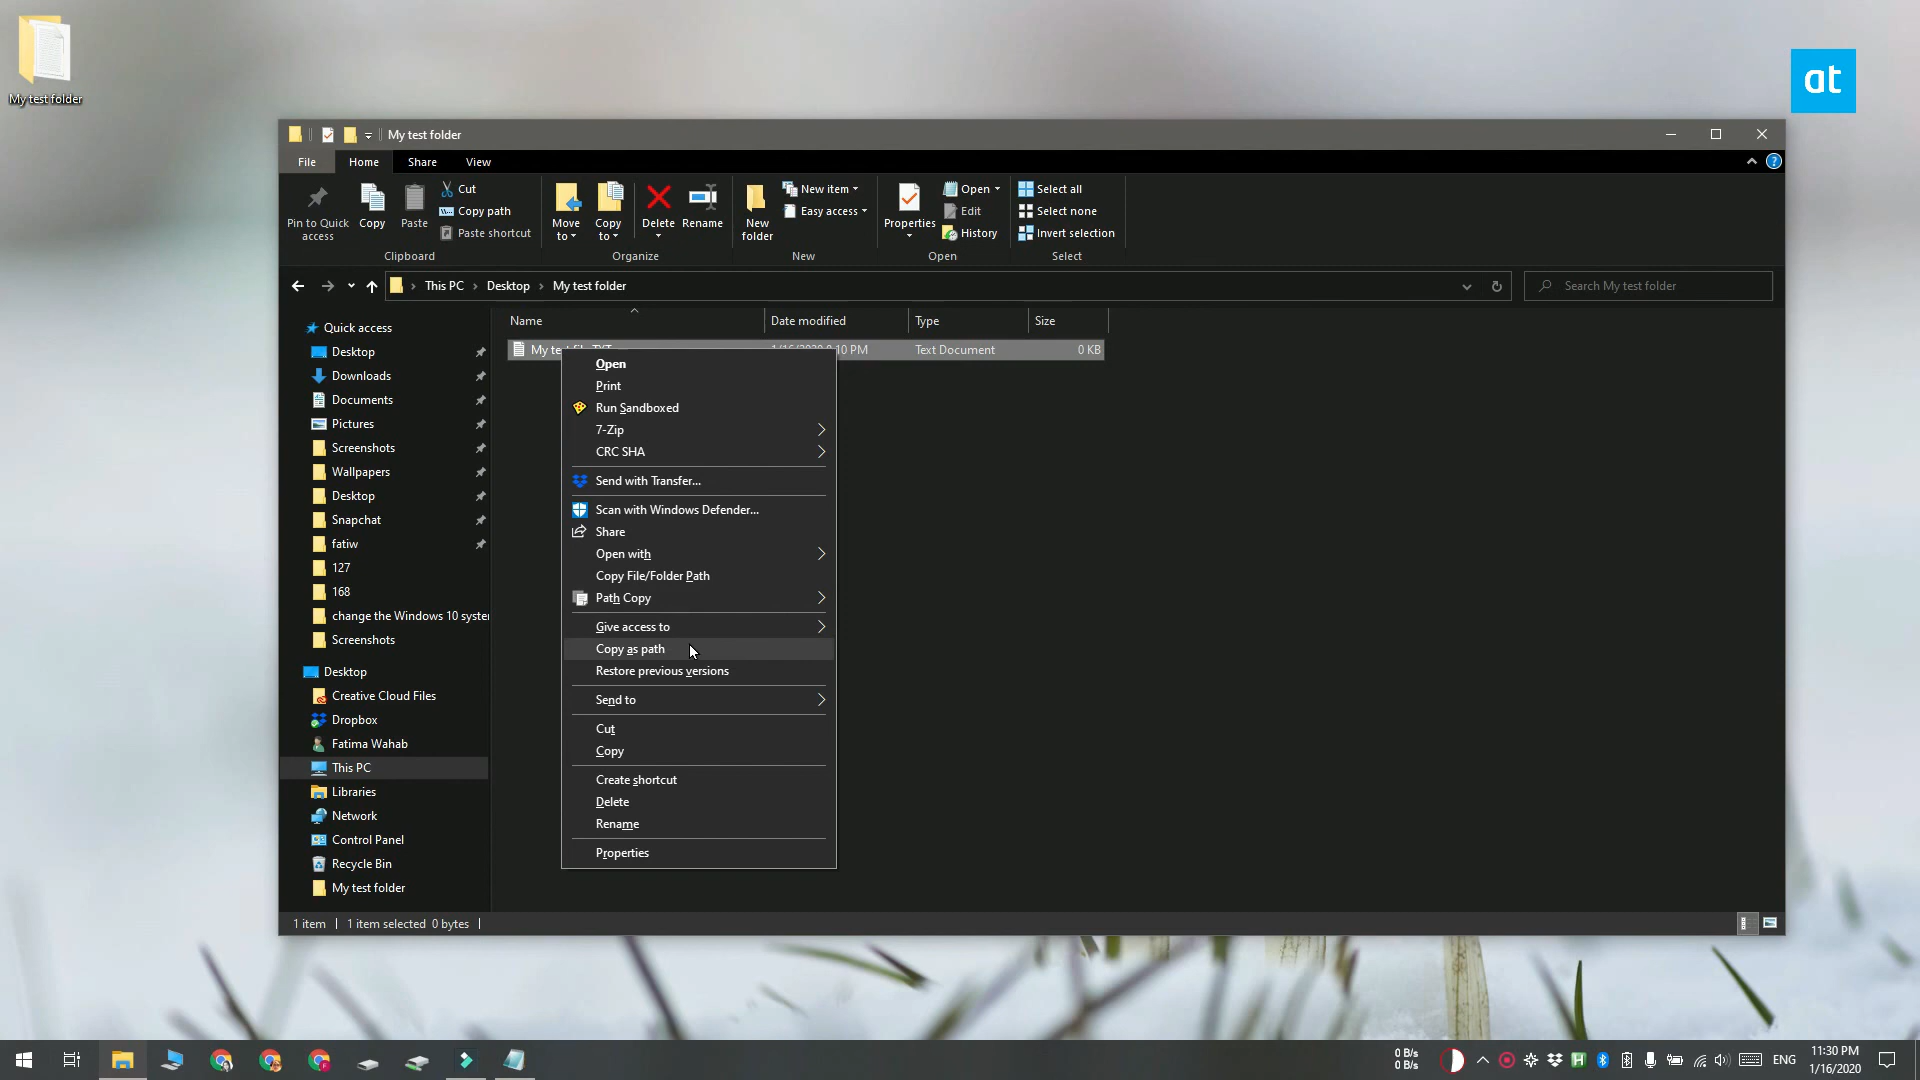 My test folder
at
My test folder
File
Home
Share
View
Pin to Quick access
Copy
Paste
Cut
Copy path
Paste shortcut
Clipboard
Move to
Copy to
Delete
Rename
Organize
New folder
New item
Easy access
New
Properties
Open
Edit
History
Open
Select all
Select none
Invert selection
Select
This PC
Desktop
My test folder
Search My test folder
Name
Date modified
Type
Size
10 PM
Text Document
0 KB
Quick access
Desktop
Downloads
Documents
Pictures
Screenshots
Wallpapers
Desktop
Snapchat
fatiw
127
168
change the Windows 10 syster
Screenshots
Desktop
Creative Cloud Files
Dropbox
Fatima Wahab
This PC
Libraries
Network
Control Panel
Recycle Bin
My test folder
Open
Print
Run Sandboxed
7-Zip
CRC SHA
Send with Transfer...
Scan with Windows Defender...
Share
Open with
Copy File/Folder Path
Path Copy
Give access to
Copy as path
Restore previous versions
Send to
Cut
Copy
Create shortcut
Delete
Rename
Properties
1 item
1 item selected 0 bytes
0 B/s
0 B/s
ENG
11:30 PM
1/16/2020